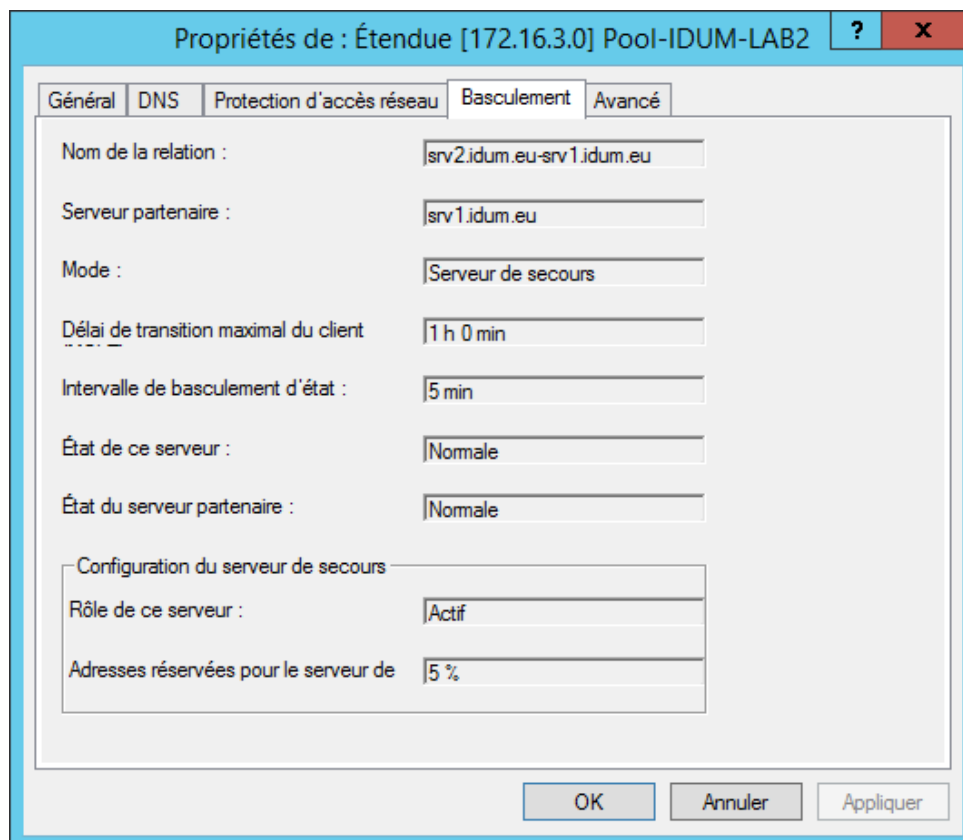 Propriétés de : Étendue [172.16.3.0] Pool-IDUM-LAB2 ? x
Général DNS Protection d'accès réseau Basculement Avancé
Nom de la relation : srv2.idum.eu-srv1.idum.eu
Serveur partenaire : srv1.idum.eu
Mode : Serveur de secours
Délai de transition maximal du client 1 h 0 min
Intervalle de basculement d'état : 5 min
État de ce serveur : Normale
État du serveur partenaire : Normale
Configuration du serveur de secours
Rôle de ce serveur : Actif
Adresses réservées pour le serveur de 5 %
OK Annuler Appliquer